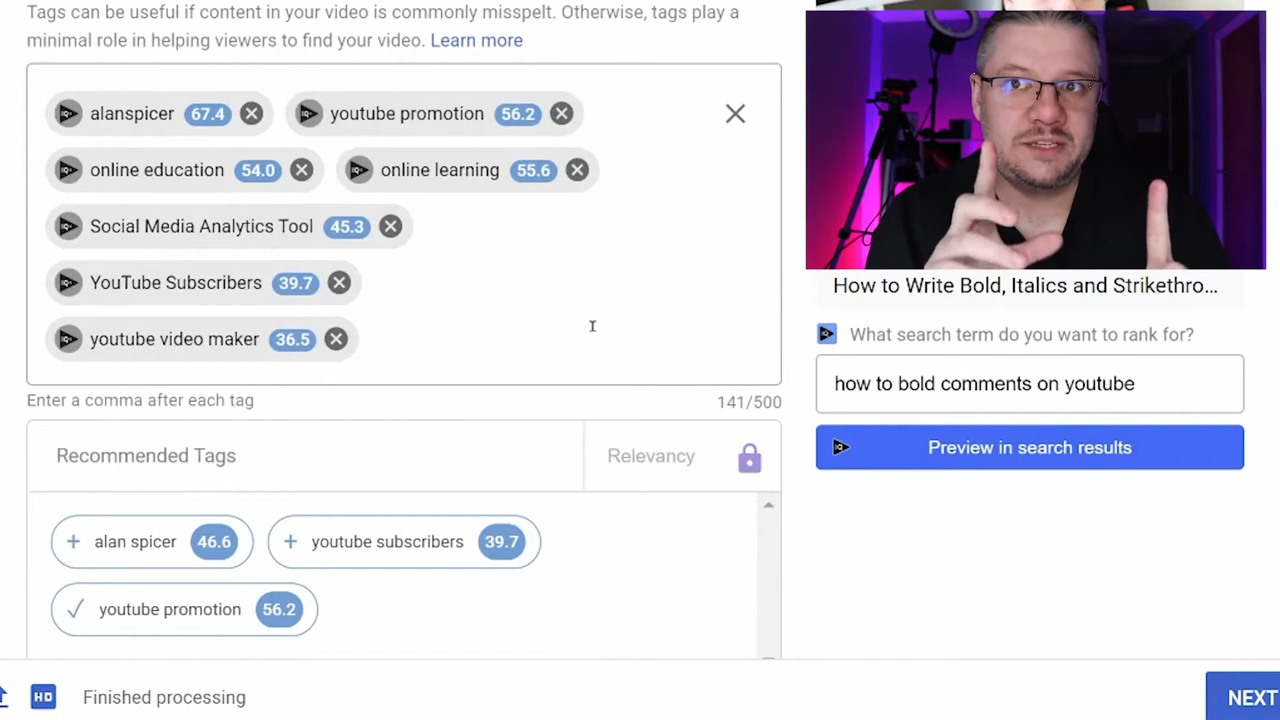 Tags can be useful if content in your video is commonly misspelt. Otherwise, tags play a
minimal role in helping viewers to find your video. Learn more
alanspicer 67.4 youtube promotion 56.2
online education 54.0 online learning 55.6
Social Media Analytics Tool 45.3
YouTube Subscribers 39.7
youtube video maker 36.5
Enter a comma after each tag 141/500
Recommended Tags Relevancy
+ alan spicer 46.6 + youtube subscribers 39.7
youtube promotion 56.2
How to Write Bold, Italics and Strikethro...
What search term do you want to rank for?
how to bold comments on youtube
Preview in search results
HD Finished processing
NEXT